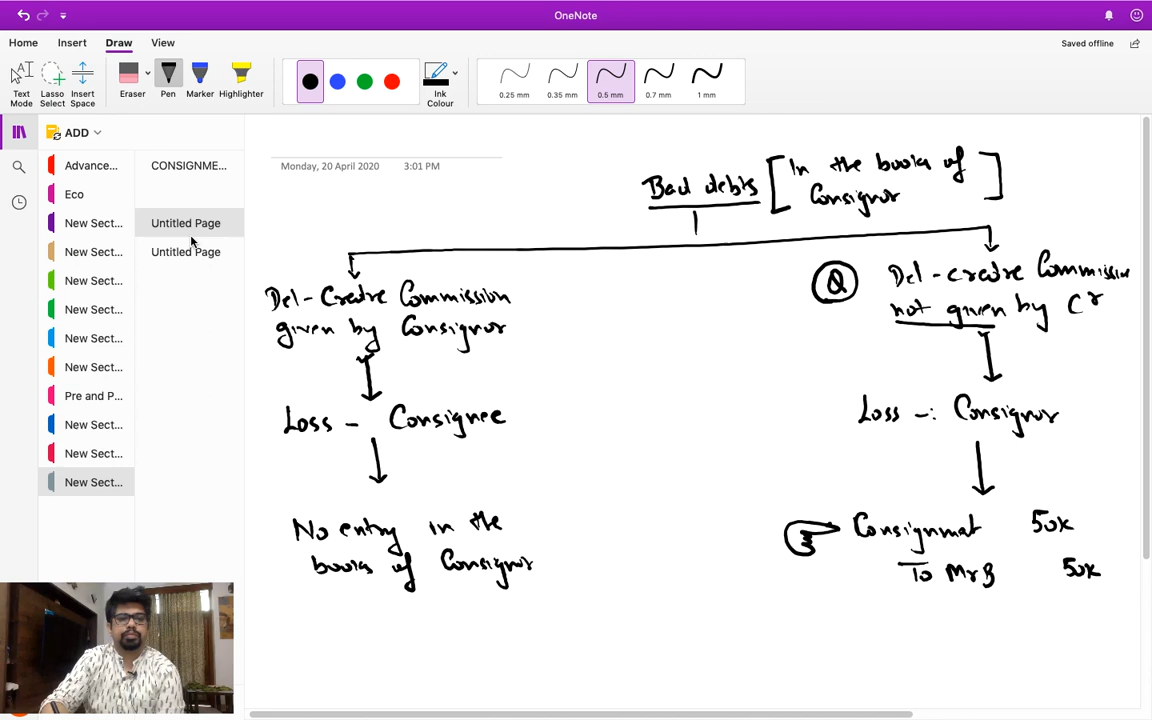 OneNote
Home Insert Draw View
Saved offline
Text Mode
Lasso Select
Insert Space
Eraser
Pen
Marker
Highlighter
Ink Colour
0.25 mm 0.35 mm 0.5 mm 0.7 mm 1 mm
ADD
Advance...
Eco
New Sect...
New Sect...
New Sect...
New Sect...
New Sect...
New Sect...
Pre and P...
New Sect...
New Sect...
New Sect...
CONSIGNME...
Untitled Page
Untitled Page
Monday, 20 April 2020 3:01 PM
Bad debts [In the books of
Consignor]
Del-Credre Commission
given by Consignor
Loss - Consignee
No entry in the
books of Consignor
Q Del-credre Commission
not given by Cr
Loss -: Consignor
Consignmat 50k
To Mr B 50k